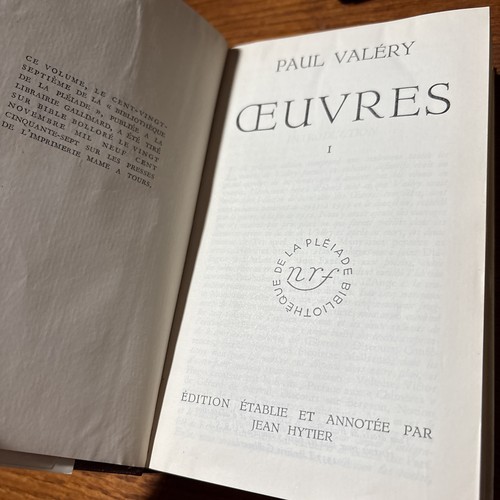 CE VOLUME, LE CENT-VINGT-
SEPTIÈME DE LA « BIBLIOTHÈQUE
DE LA PLÉIADE », PUBLIÉE A LA
LIBRAIRIE GALLIMARD, A ÉTÉ TIRÉ
SUR BIBLE BOLLORÉ LE VINGT
NOVEMBRE MIL NEUF CENT
CINQUANTE-SEPT SUR LES PRESSES
DE L'IMPRIMERIE MAME A TOURS.
PAUL VALÉRY
ŒUVRES
I
BIBLIOTHÈQUE DE LA PLÉIADE
nrf
ÉDITION ÉTABLIE ET ANNOTÉE PAR
JEAN HYTIER